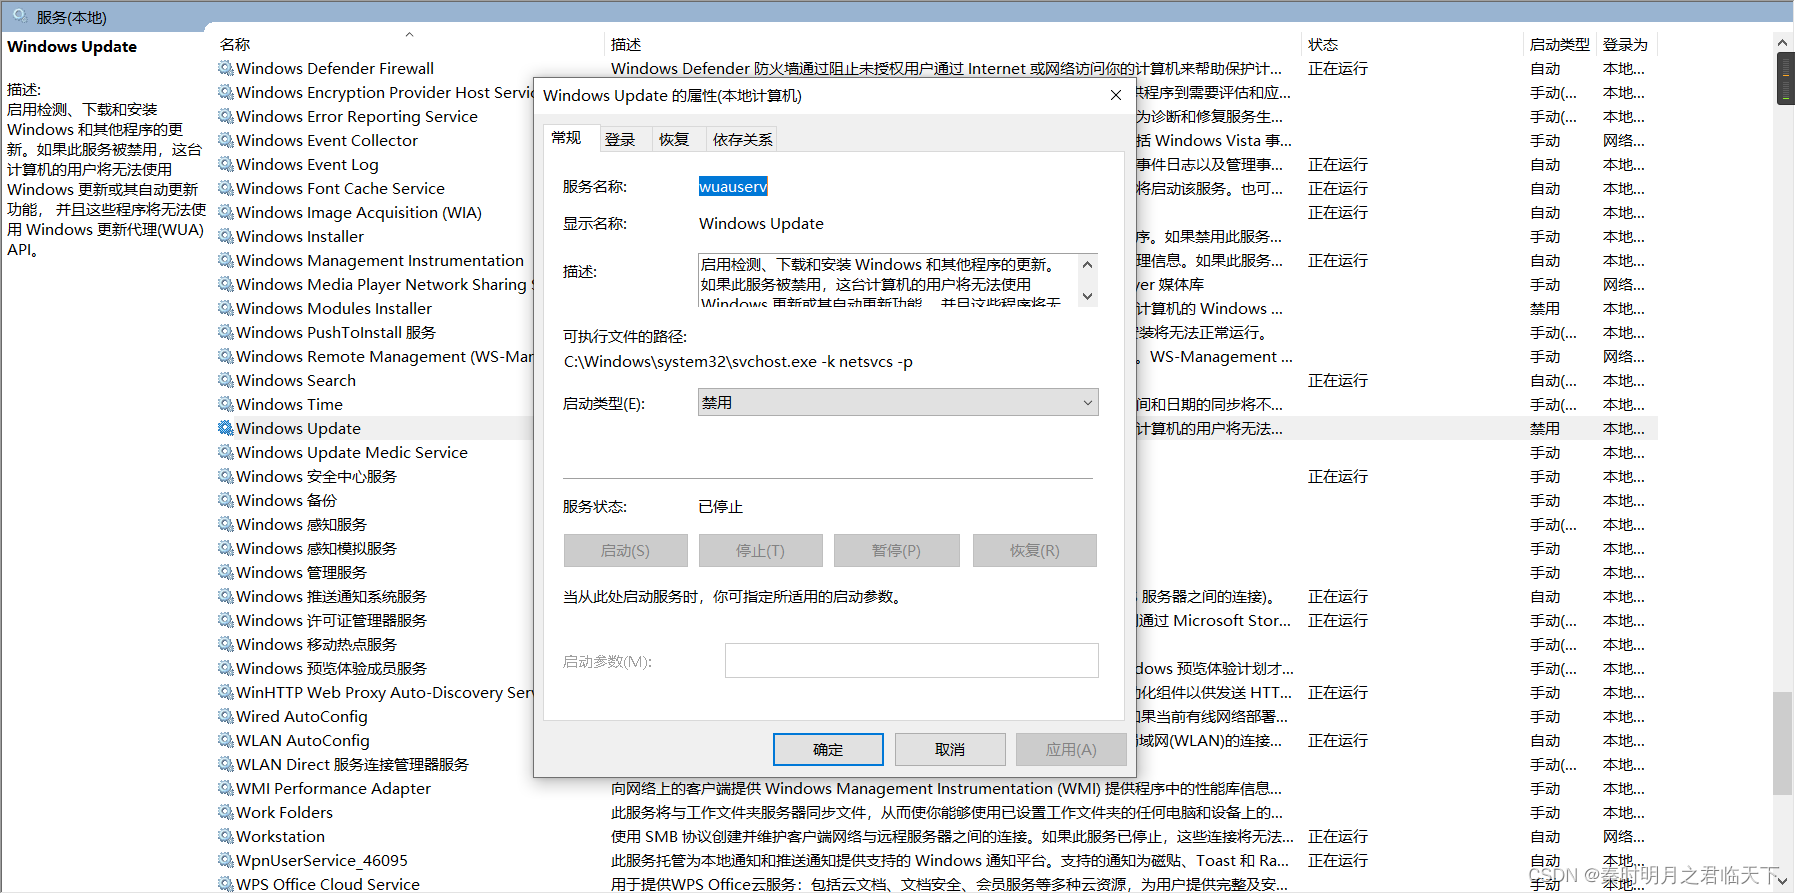 服务(本地)
Windows Update
描述:
启用检测、下载和安装
Windows 和其他程序的更
新。如果此服务被禁用，这台
计算机的用户将无法使用
Windows 更新或其自动更新
功能， 并且这些程序将无法使
用 Windows 更新代理(WUA)
API。
名称 描述 状态 启动类型 登录为
Windows Defender Firewall Windows Defender 防火墙通过阻止未授权用户通过 Internet 或网络访问你的计算机来帮助保护计... 正在运行 自动 本地...
Windows Encryption Provider Host Servic 供程序到需要评估和应... 手动(... 本地...
Windows Error Reporting Service 为诊断和修复服务生... 手动(... 本地...
Windows Event Collector 括 Windows Vista 事... 手动 网络...
Windows Event Log 事件日志以及管理事... 正在运行 自动 本地...
Windows Font Cache Service 将启动该服务。也可... 正在运行 自动 本地...
Windows Image Acquisition (WIA) 正在运行 自动 本地...
Windows Installer 序。如果禁用此服务... 手动 本地...
Windows Management Instrumentation 理信息。如果此服务... 正在运行 自动 本地...
Windows Media Player Network Sharing S ver 媒体库 手动 网络...
Windows Modules Installer 计算机的 Windows ... 禁用 本地...
Windows PushToInstall 服务 装将无法正常运行。 手动(... 本地...
Windows Remote Management (WS-Mar 。WS-Management ... 手动 网络...
Windows Search 正在运行 自动(... 本地...
Windows Time 间和日期的同步将不... 手动(... 本地...
Windows Update 计算机的用户将无法... 禁用 本地...
Windows Update Medic Service 手动 本地...
Windows 安全中心服务 正在运行 手动 本地...
Windows 备份 手动 本地...
Windows 感知服务 手动(... 本地...
Windows 感知模拟服务 手动 本地...
Windows 管理服务 手动 本地...
Windows 推送通知系统服务 服务器之间的连接)。 正在运行 自动 本地...
Windows 许可证管理器服务 通过 Microsoft Stor... 正在运行 手动(... 本地...
Windows 移动热点服务 手动(... 本地...
Windows 预览体验成员服务 dows 预览体验计划才... 手动(... 本地...
WinHTTP Web Proxy Auto-Discovery Serv 动化组件以供发送 HTT... 正在运行 手动 本地...
Wired AutoConfig 如果当前有线网络部署... 手动 本地...
WLAN AutoConfig 局域网(WLAN)的连接... 正在运行 自动 本地...
WLAN Direct 服务连接管理器服务 手动(... 本地...
WMI Performance Adapter 向网络上的客户端提供 Windows Management Instrumentation (WMI) 提供程序中的性能库信息... 手动 本地...
Work Folders 此服务将与工作文件夹服务器同步文件，从而使你能够使用已设置工作文件夹的任何电脑和设备上的... 手动 本地...
Workstation 使用 SMB 协议创建并维护客户端网络与远程服务器之间的连接。如果此服务已停止，这些连接将无法... 正在运行 自动 网络...
WpnUserService_46095 此服务托管为本地通知和推送通知提供支持的 Windows 通知平台。支持的通知为磁贴、Toast 和 Ra... 正在运行 自动 本地...
WPS Office Cloud Service 用于提供WPS Office云服务：包括云文档、文档安全、会员服务等多种云资源，为用户提供完整及安... 手动 本地...
Windows Update 的属性(本地计算机)
常规 登录 恢复 依存关系
服务名称: wuauserv
显示名称: Windows Update
描述: 启用检测、下载和安装 Windows 和其他程序的更新。
如果此服务被禁用，这台计算机的用户将无法使用
Windows 更新或其自动更新功能， 并且这些程序将无
可执行文件的路径:
C:\Windows\system32\svchost.exe -k netsvcs -p
启动类型(E): 禁用
服务状态: 已停止
启动(S) 停止(T) 暂停(P) 恢复(R)
当从此处启动服务时，你可指定所适用的启动参数。
启动参数(M):
确定 取消 应用(A)
CSDN @秦时明月之君临天下